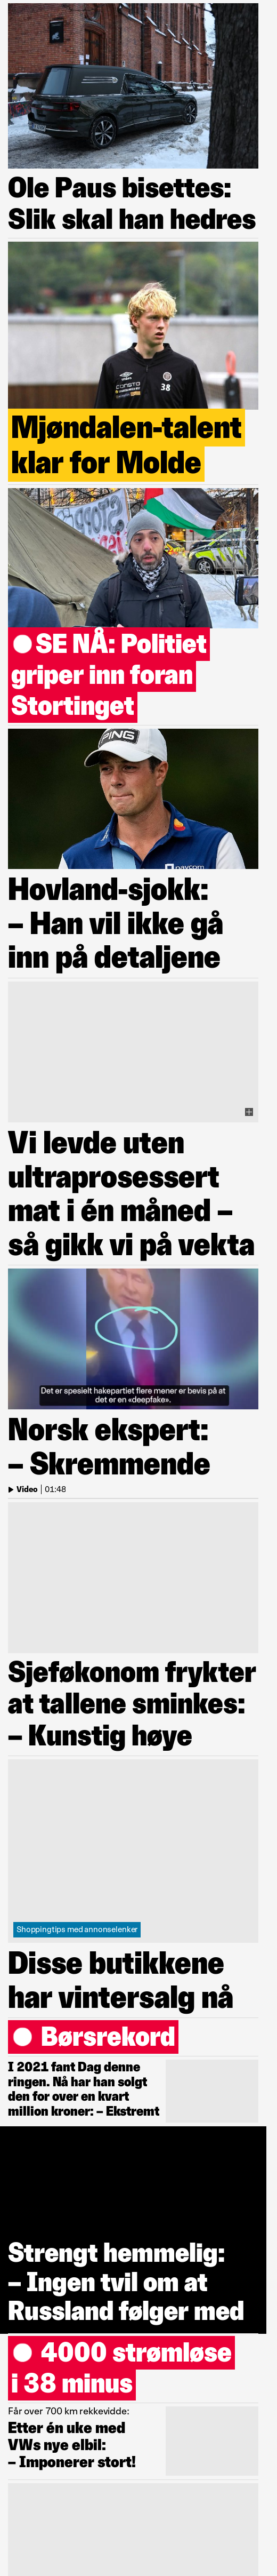 Ole Paus bisettes:
Slik skal han hedres
38
Mjøndalen-talent
klar for Molde
SE NÅ: Politiet
griper inn foran
Stortinget
PING
paycom
Hovland-sjokk:
– Han vil ikke gå
inn på detaljene
Vi levde uten
ultraprosessert
mat i én måned –
så gikk vi på vekta
Det er spesielt hakepartiet flere mener er bevis på at
det er en «deepfake».
Norsk ekspert:
– Skremmende
Video | 01:48
Sjeføkonom frykter
at tallene sminkes:
– Kunstig høye
Shoppingtips med annonselenker
Disse butikkene
har vintersalg nå
Børsrekord
I 2021 fant Dag denne
ringen. Nå har han solgt
den for over en kvart
million kroner: – Ekstremt
Strengt hemmelig:
– Ingen tvil om at
Russland følger med
4000 strømløse
i 38 minus
Får over 700 km rekkevidde:
Etter én uke med
VWs nye elbil:
– Imponerer stort!